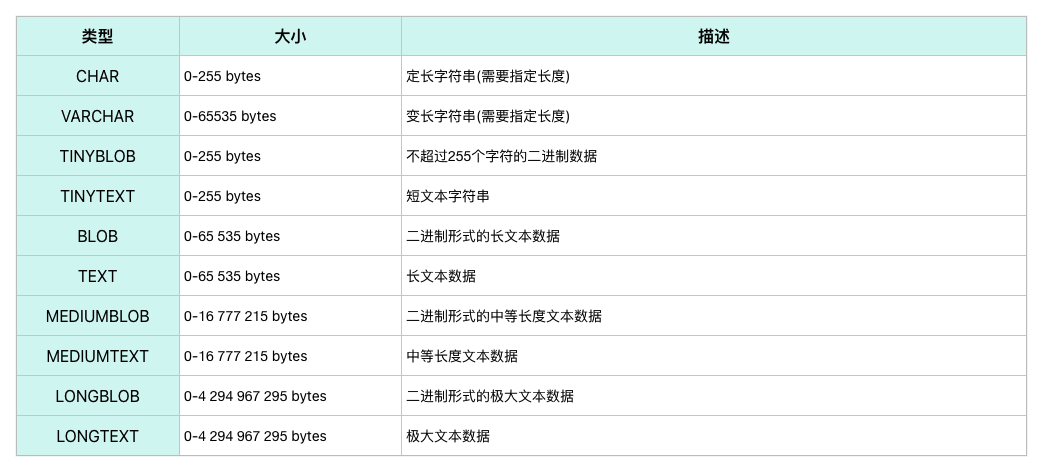 类型 大小 描述
CHAR 0-255 bytes 定长字符串(需要指定长度)
VARCHAR 0-65535 bytes 变长字符串(需要指定长度)
TINYBLOB 0-255 bytes 不超过255个字符的二进制数据
TINYTEXT 0-255 bytes 短文本字符串
BLOB 0-65 535 bytes 二进制形式的长文本数据
TEXT 0-65 535 bytes 长文本数据
MEDIUMBLOB 0-16 777 215 bytes 二进制形式的中等长度文本数据
MEDIUMTEXT 0-16 777 215 bytes 中等长度文本数据
LONGBLOB 0-4 294 967 295 bytes 二进制形式的极大文本数据
LONGTEXT 0-4 294 967 295 bytes 极大文本数据